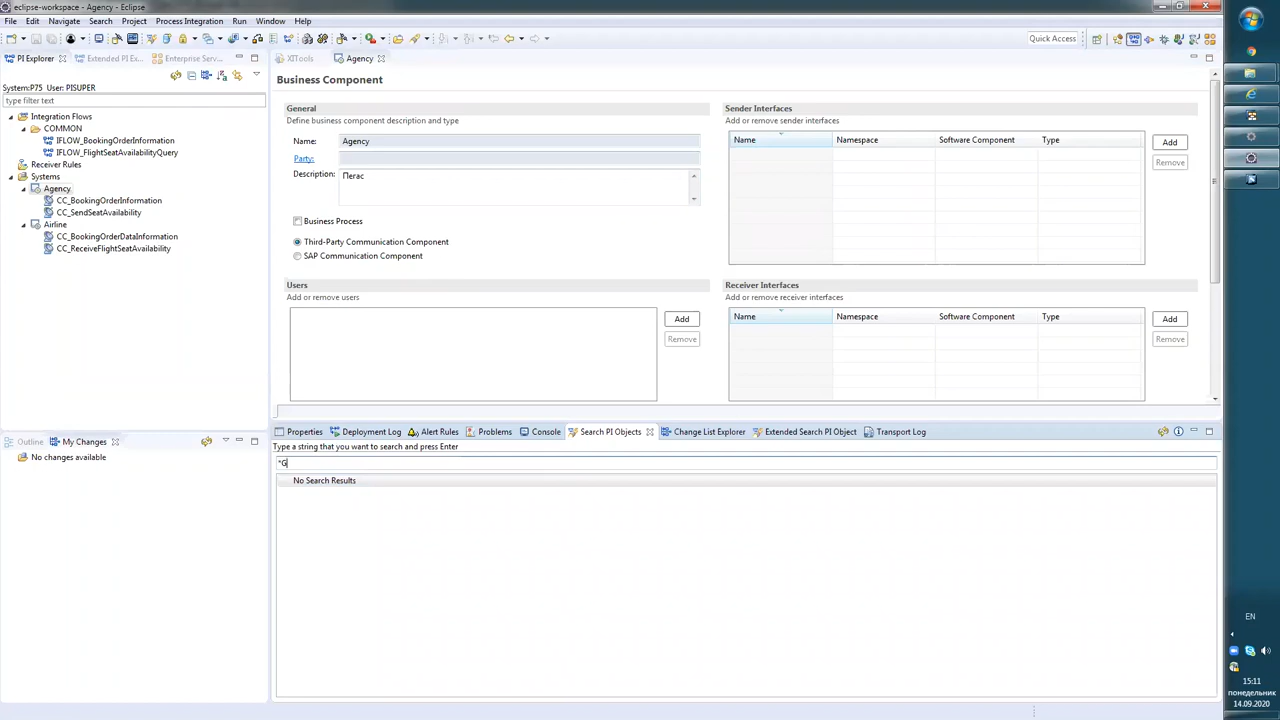 eclipse-workspace - Agency - Eclipse
File Edit Navigate Search Project Process Integration Run Window Help
Quick Access
PI Explorer Extended PI Ex... Enterprise Serv... XITools Agency
System:P75 User: PISUPER
type filter text
Integration Flows
COMMON
IFLOW_BookingOrderInformation
IFLOW_FlightSeatAvailabilityQuery
Receiver Rules
Systems
Agency
CC_BookingOrderInformation
CC_SendSeatAvailability
Airline
CC_BookingOrderDataInformation
CC_ReceiveFlightSeatAvailability
Business Component
General
Define business component description and type
Name: Agency
Party:
Description: Пегас
Business Process
Third-Party Communication Component
SAP Communication Component
Users
Add or remove users
Add
Remove
Sender Interfaces
Add or remove sender interfaces
Name Namespace Software Component Type
Add
Remove
Receiver Interfaces
Add or remove receiver interfaces
Name Namespace Software Component Type
Add
Remove
Outline My Changes
No changes available
Properties Deployment Log Alert Rules Problems Console Search PI Objects Change List Explorer Extended Search PI Object Transport Log
Type a string that you want to search and press Enter
*G
No Search Results
EN
15:11
понедельник
14.09.2020